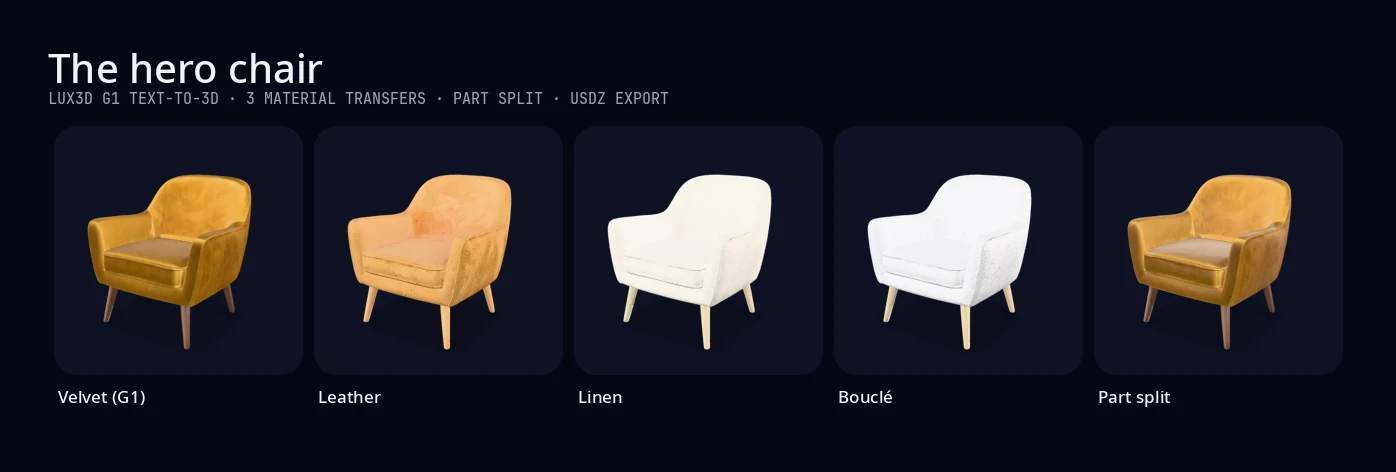 The hero chair
LUX3D G1 TEXT-TO-3D · 3 MATERIAL TRANSFERS · PART SPLIT · USDZ EXPORT
Velvet (G1)
Leather
Linen
Bouclé
Part split